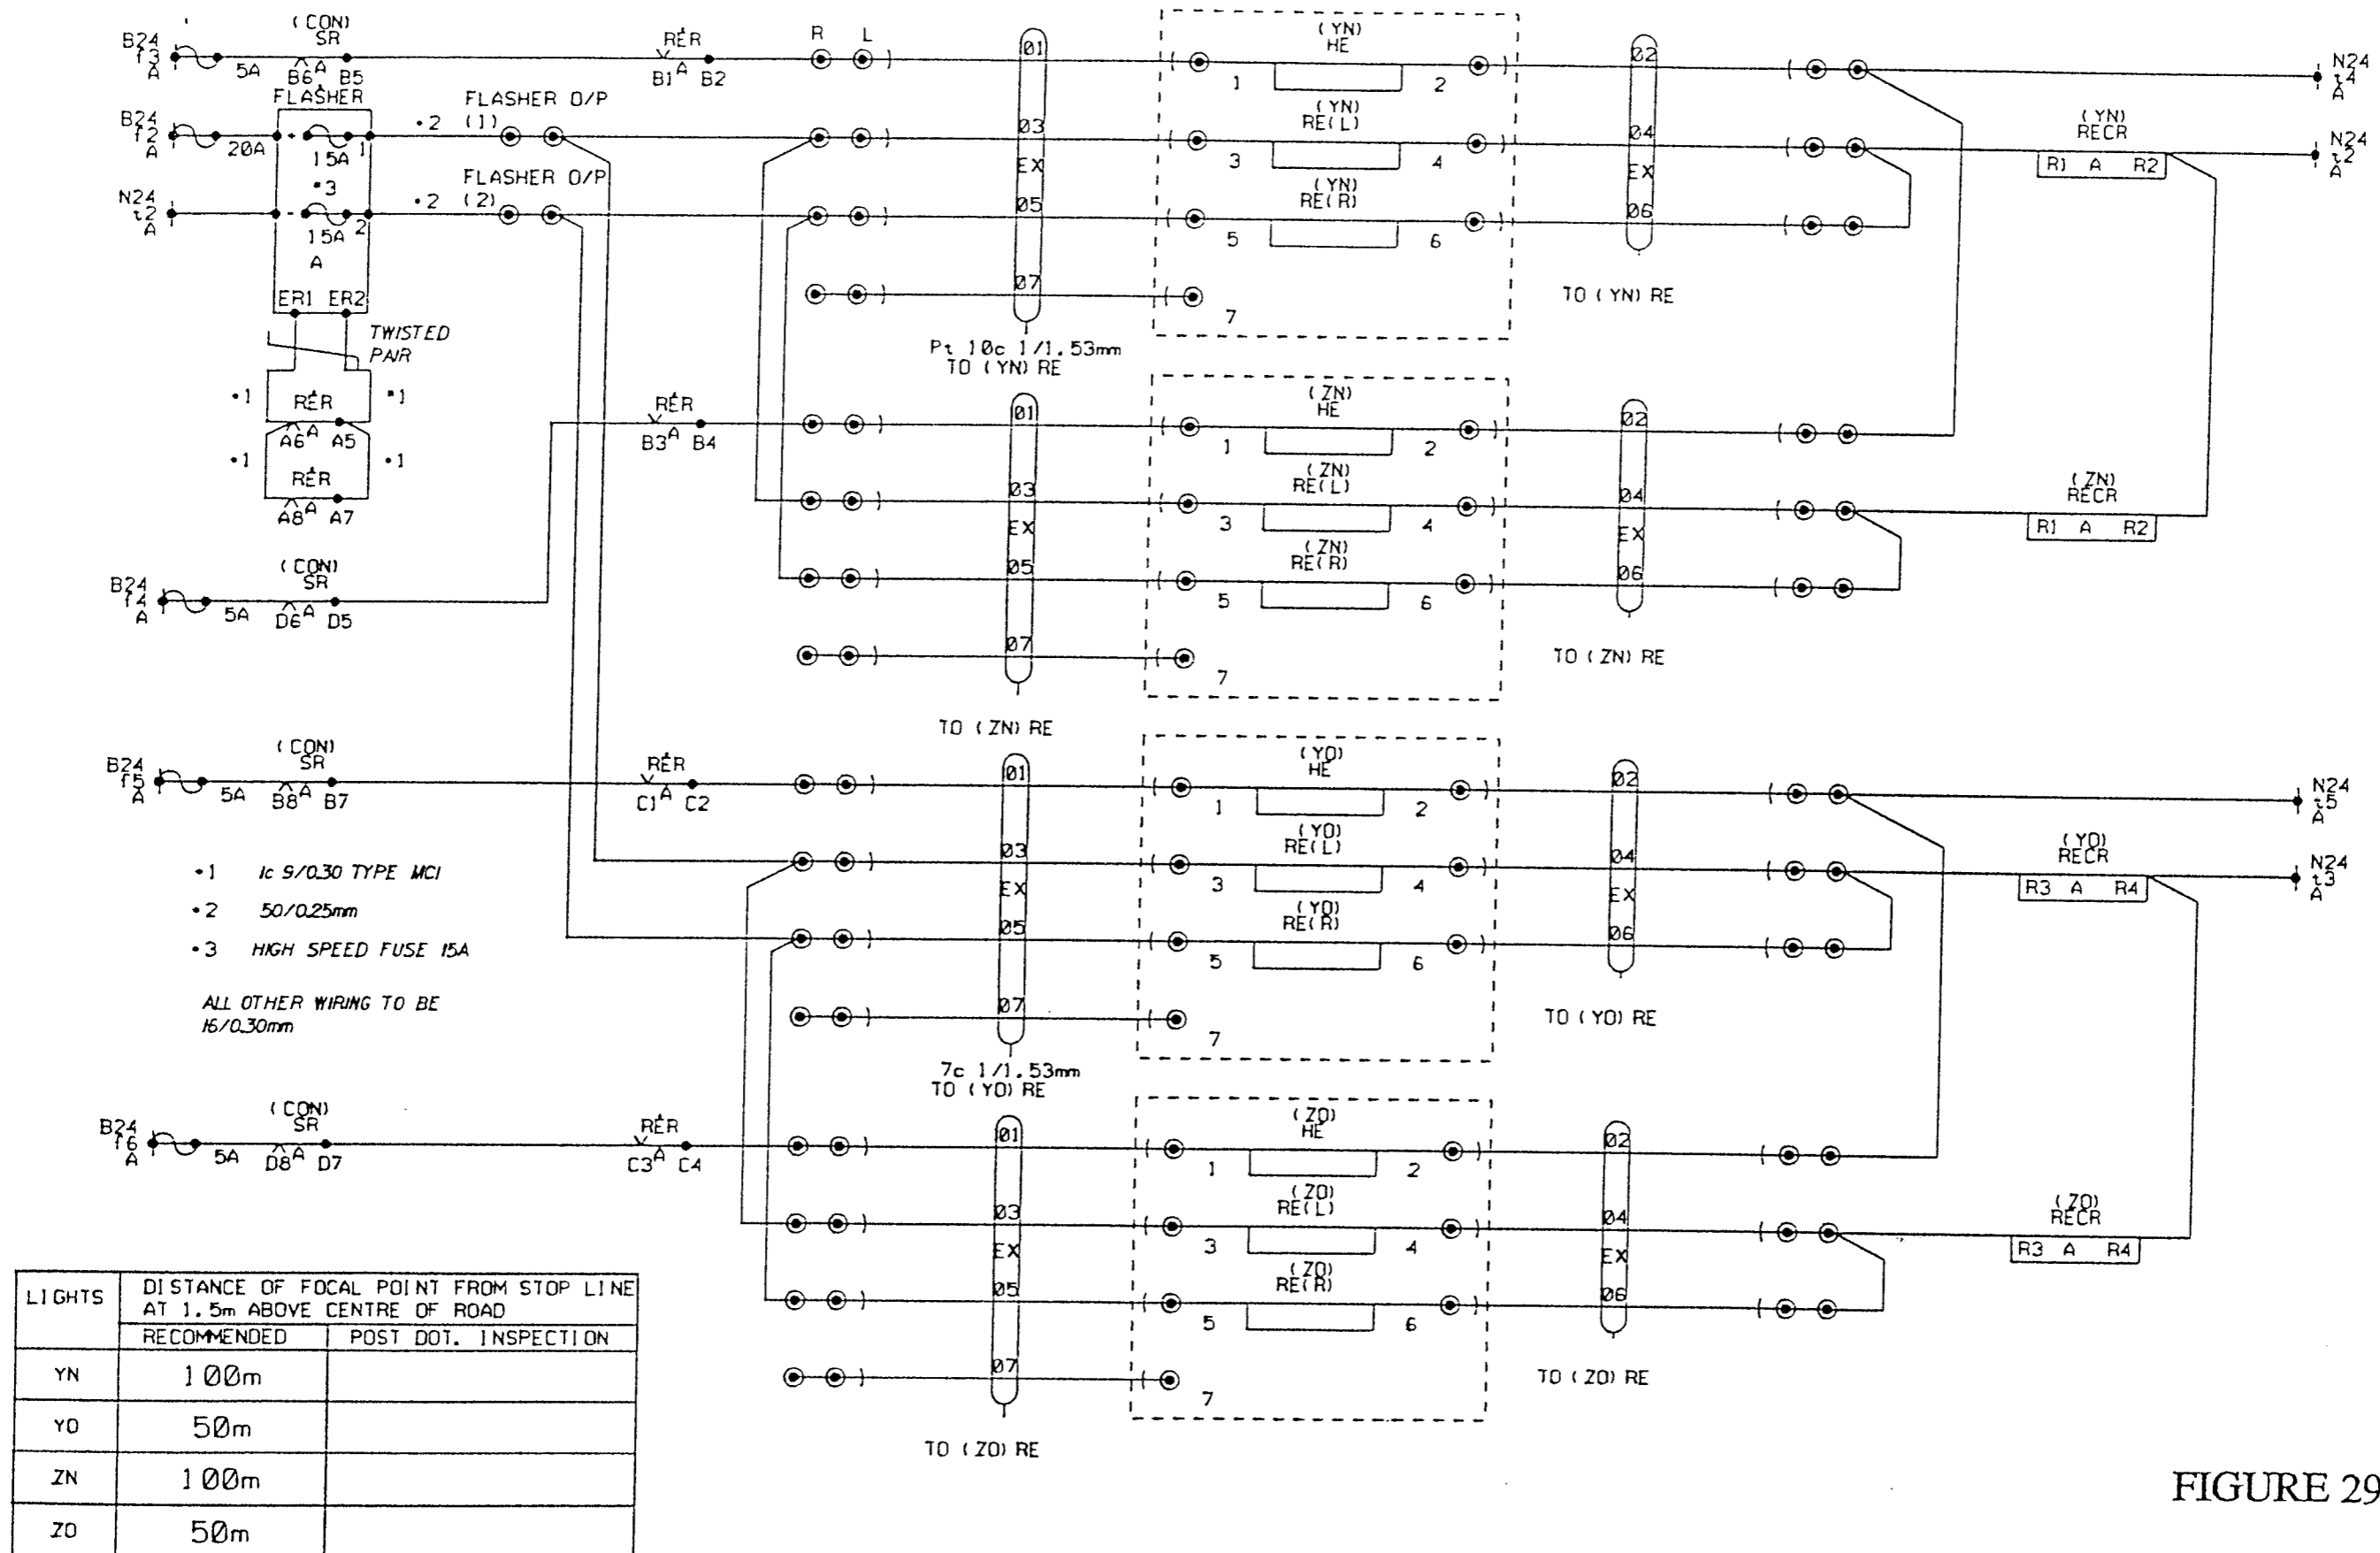 B24 f3 A 5A (CON) SR B6 A B5 RER B1 A B2 R L 01 (YN) HE 1 2 02 N24 t4 A
FLASHER
B24 f2 A 20A 15A 1 •2 FLASHER O/P (1) 03 (YN) RE(L) 3 4 04 (YN) RECR R1 A R2 N24 t2 A
EX EX
N24 t2 A •3 15A 2 •2 FLASHER O/P (2) 05 (YN) RE(R) 5 6 06
A
ER1 ER2
07 7
TO (YN) RE
TWISTED
PAIR
Pt 10c 1/1.53mm
TO (YN) RE
•1 RER •1
A6 A A5
•1 RER •1
A8 A A7
RER B3 A B4 01 (ZN) HE 1 2 02
03 (ZN) RE(L) 3 4 04 (ZN) RECR R1 A R2
EX EX
05 (ZN) RE(R) 5 6 06
B24 f4 A 5A (CON) SR D6 A D5
07 7
TO (ZN) RE
TO (ZN) RE
B24 f5 A 5A (CON) SR B8 A B7 RER C1 A C2 01 (YO) HE 1 2 02 N24 t5 A
03 (YO) RE(L) 3 4 04 (YO) RECR R3 A R4 N24 t3 A
EX EX
05 (YO) RE(R) 5 6 06
07 7
TO (YO) RE
7c 1/1.53mm
TO (YO) RE
•1 1c 9/0.30 TYPE MCI
•2 50/0.25mm
•3 HIGH SPEED FUSE 15A
ALL OTHER WIRING TO BE
16/0.30mm
B24 f6 A 5A (CON) SR D8 A D7 RER C3 A C4 01 (ZO) HE 1 2 02
03 (ZO) RE(L) 3 4 04 (ZO) RECR R3 A R4
EX EX
05 (ZO) RE(R) 5 6 06
07 7
TO (ZO) RE
TO (ZO) RE
LIGHTS DISTANCE OF FOCAL POINT FROM STOP LINE
AT 1.5m ABOVE CENTRE OF ROAD
RECOMMENDED POST DOT. INSPECTION
YN 100m
YO 50m
ZN 100m
ZO 50m
FIGURE 29